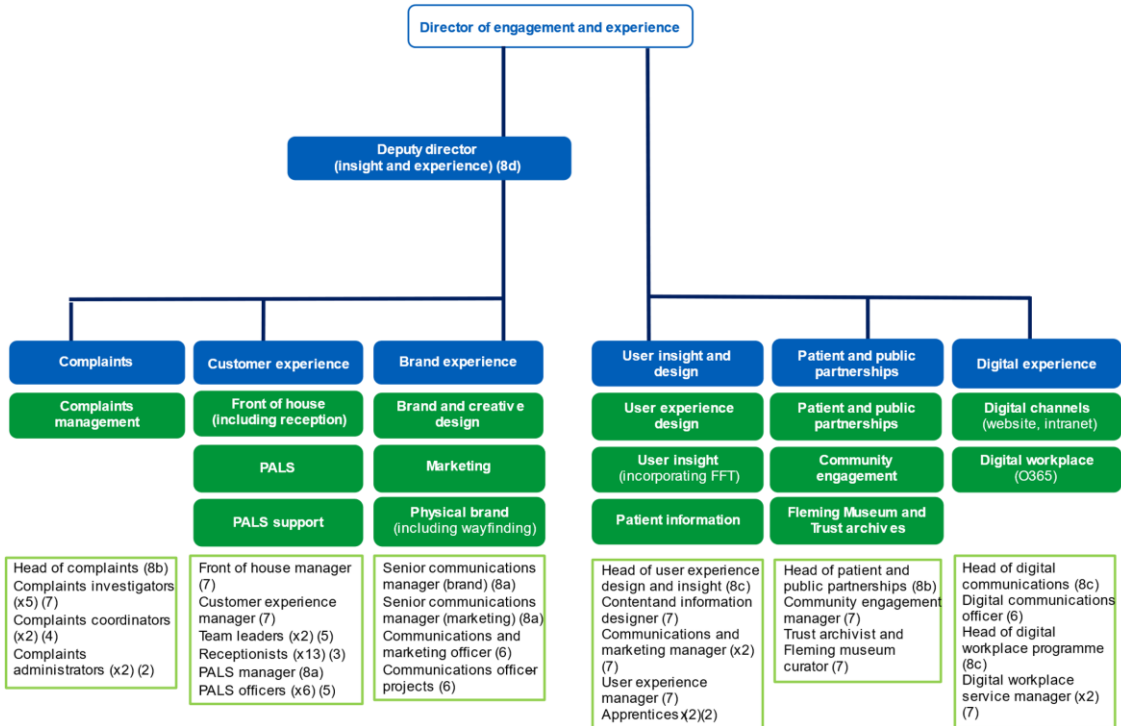 Director of engagement and experience
Deputy director
(insight and experience) (8d)
Complaints
Complaints
management
Head of complaints (8b)
Complaints investigators
(x5) (7)
Complaints coordinators
(x2) (4)
Complaints
administrators (x2) (2)
Customer experience
Front of house
(including reception)
PALS
PALS support
Front of house manager
(7)
Customer experience
manager (7)
Team leaders (x2) (5)
Receptionists (x13) (3)
PALS manager (8a)
PALS officers (x6) (5)
Brand experience
Brand and creative
design
Marketing
Physical brand
(including wayfinding)
Senior communications
manager (brand) (8a)
Senior communications
manager (marketing) (8a)
Communications and
marketing officer (6)
Communications officer-
projects (6)
User insight and
design
User experience
design
User insight
(incorporating FFT)
Patient information
Head of user experience
design and insight (8c)
Contentand information
designer (7)
Communications and
marketing manager (x2)
(7)
User experience
manager (7)
Apprentices x(2)(2)
Patient and public
partnerships
Patient and public
partnerships
Community
engagement
Fleming Museum and
Trust archives
Head of patient and
public partnerships (8b)
Community engagement
manager (7)
Trust archivist and
Fleming museum
curator (7)
Digital experience
Digital channels
(website, intranet)
Digital workplace
(O365)
Head of digital
communications (8c)
Digital communications
officer (6)
Head of digital
workplace programme
(8c)
Digital workplace
service manager (x2)
(7)